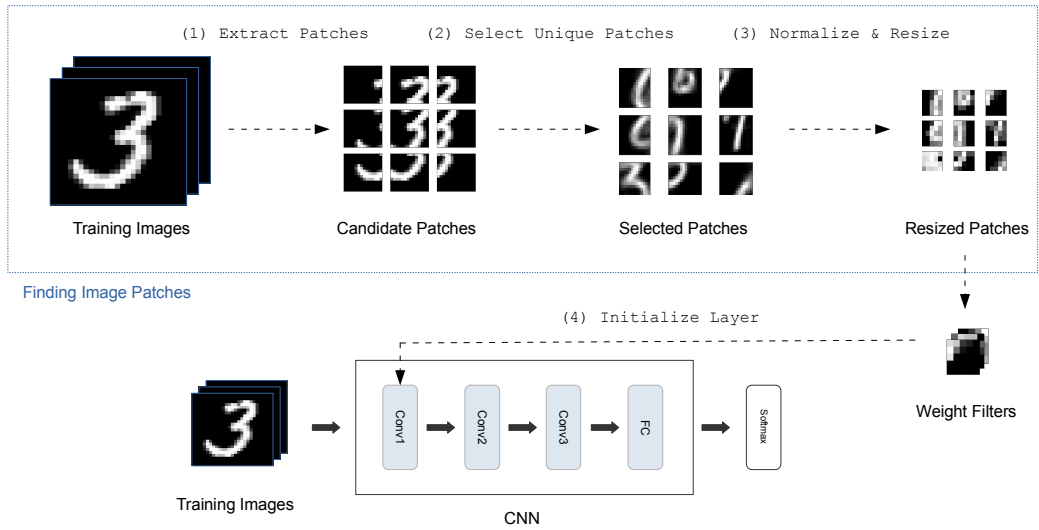 (1) Extract Patches
(2) Select Unique Patches
(3) Normalize & Resize
Training Images
Candidate Patches
Selected Patches
Resized Patches
Finding Image Patches
(4) Initialize Layer
Weight Filters
Conv1
Conv2
Conv3
FC
Softmax
Training Images
CNN